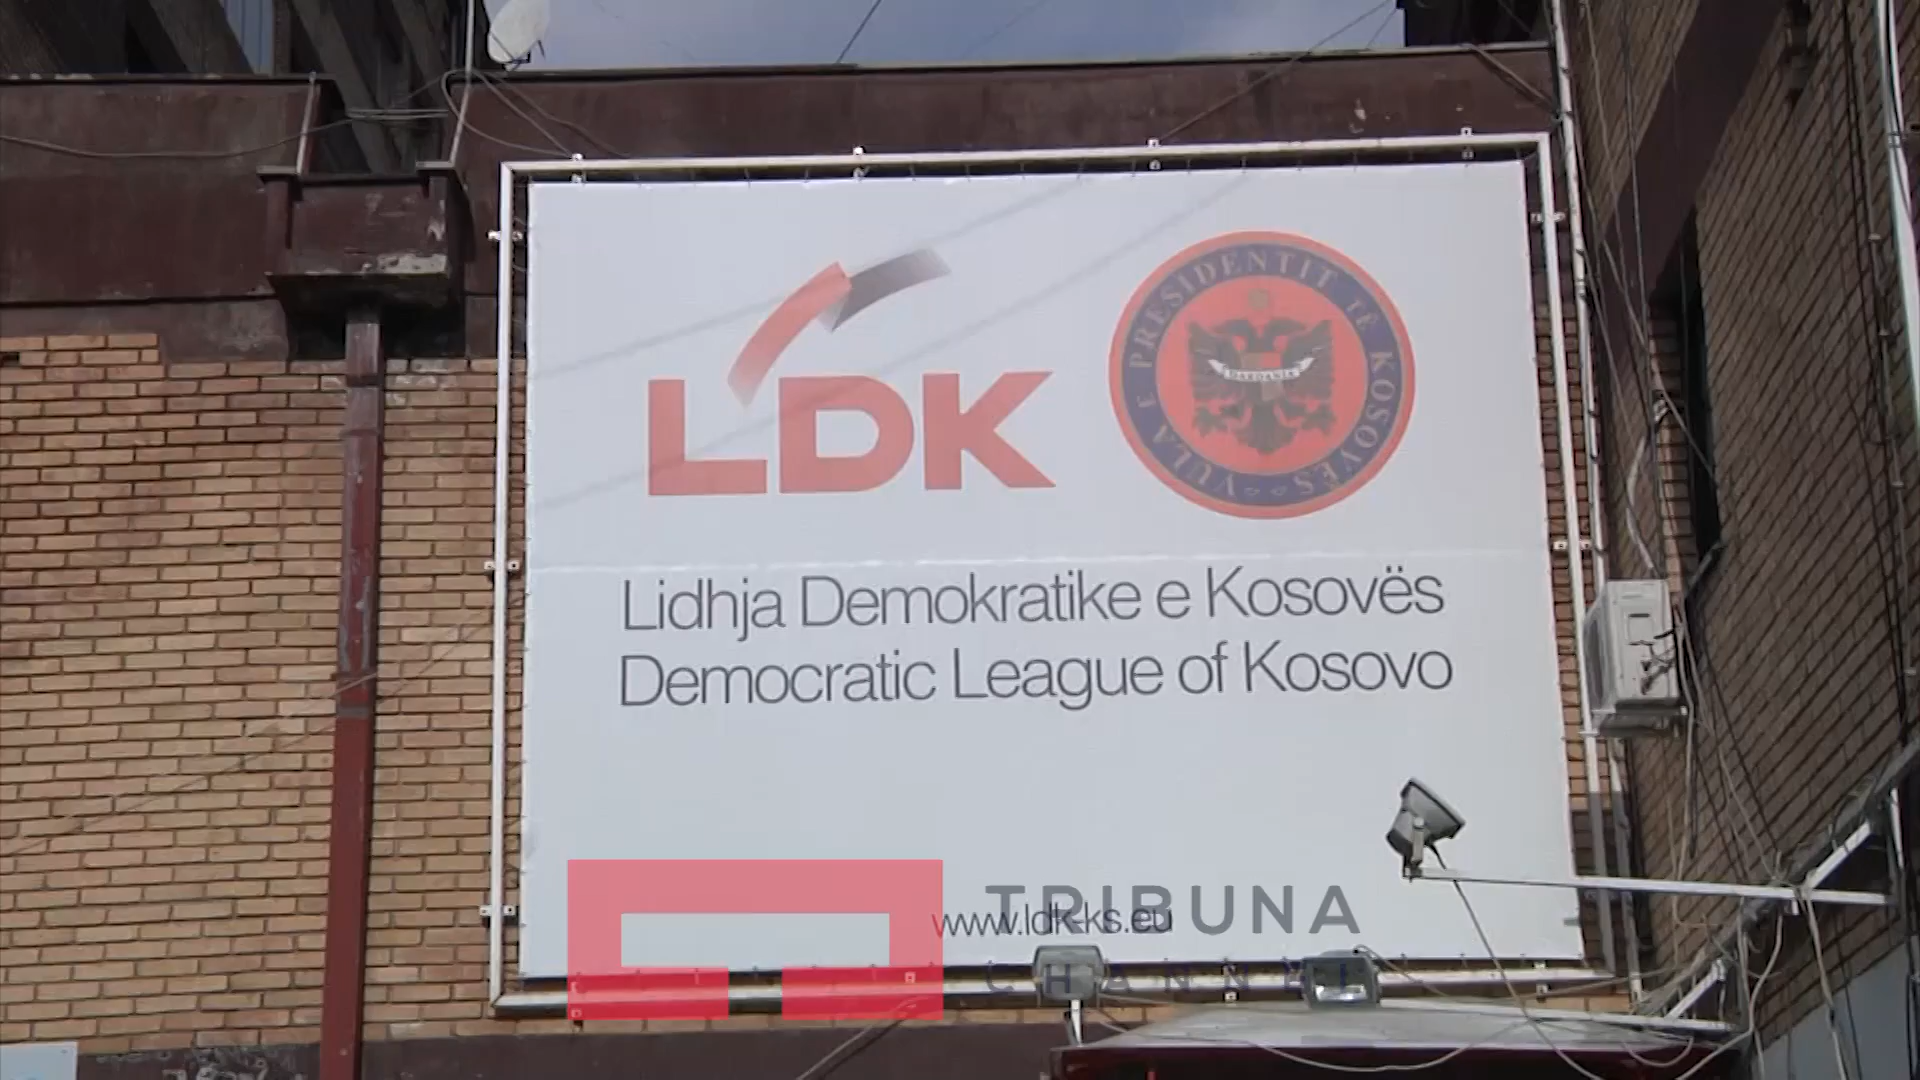 LDK
VULA E PRESIDENTIT TË KOSOVËS
DARDANIA
Lidhja Demokratike e Kosovës
Democratic League of Kosovo
www.ldk-ks.eu
TRIBUNA
CHANNEL